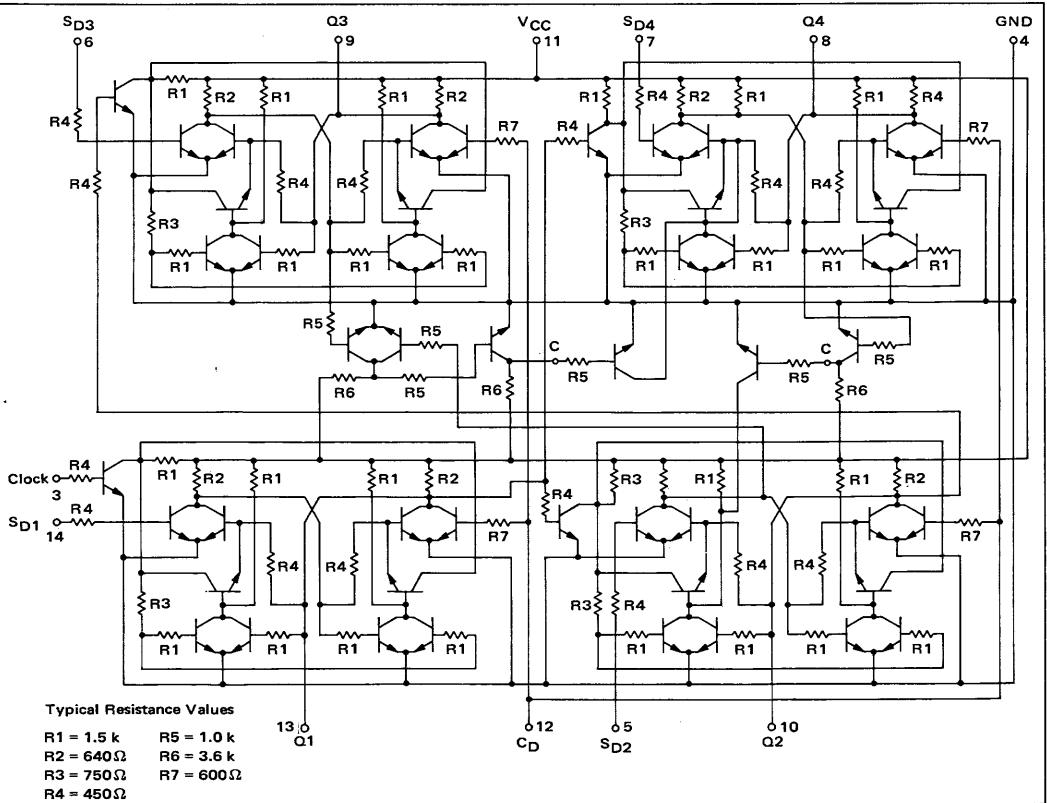 SD3 Q3 VCC SD4 Q4 GND
6 9 11 7 8 4
R1 R2 R1 R1 R2 R1 R4 R2 R1 R1 R4
R4 R7 R4 R7
R4 R4 R4 R4 R4
R3 R3
R1 R1 R1 R1 R1 R1 R1 R1
R5 R5 C R5 C R5
R6 R5 R6 R5 R6
R4 R1 R2 R1 R1 R2 R3 R2 R1 R1 R2
Clock
3
R4 R4
SD1
14
R7 R7
R4 R4 R4 R4
R3 R3 R4
R1 R1 R1 R1 R1 R1 R1 R1
Typical Resistance Values
13 12 5 10
Q1 CD SD2 Q2
R1 = 1.5 k R5 = 1.0 k
R2 = 640Ω R6 = 3.6 k
R3 = 750Ω R7 = 600Ω
R4 = 450Ω